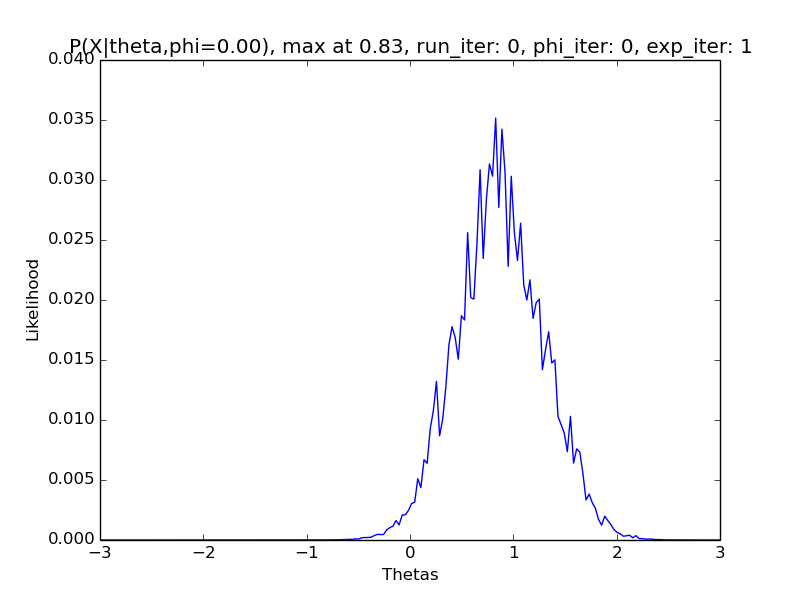 P(X|theta,phi=0.00), max at 0.83, run_iter: 0, phi_iter: 0, exp_iter: 1
0.040
0.035
0.030
0.025
0.020
0.015
0.010
0.005
0.000
Likelihood
−3 −2 −1 0 1 2 3
Thetas